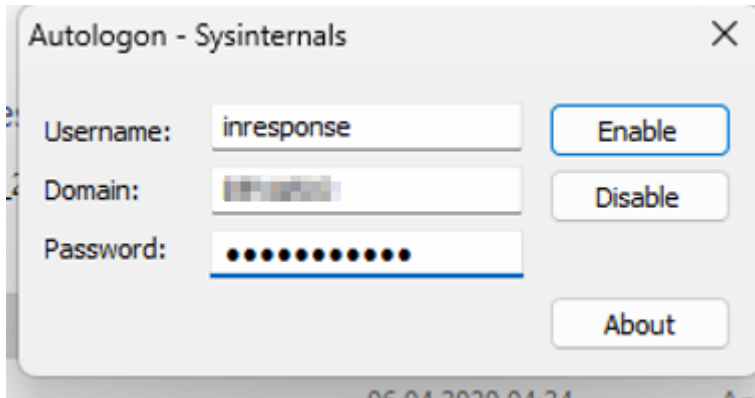 Autologon - Sysinternals
Username: inresponse Enable
Domain: Disable
Password: ●●●●●●●●●●●
About